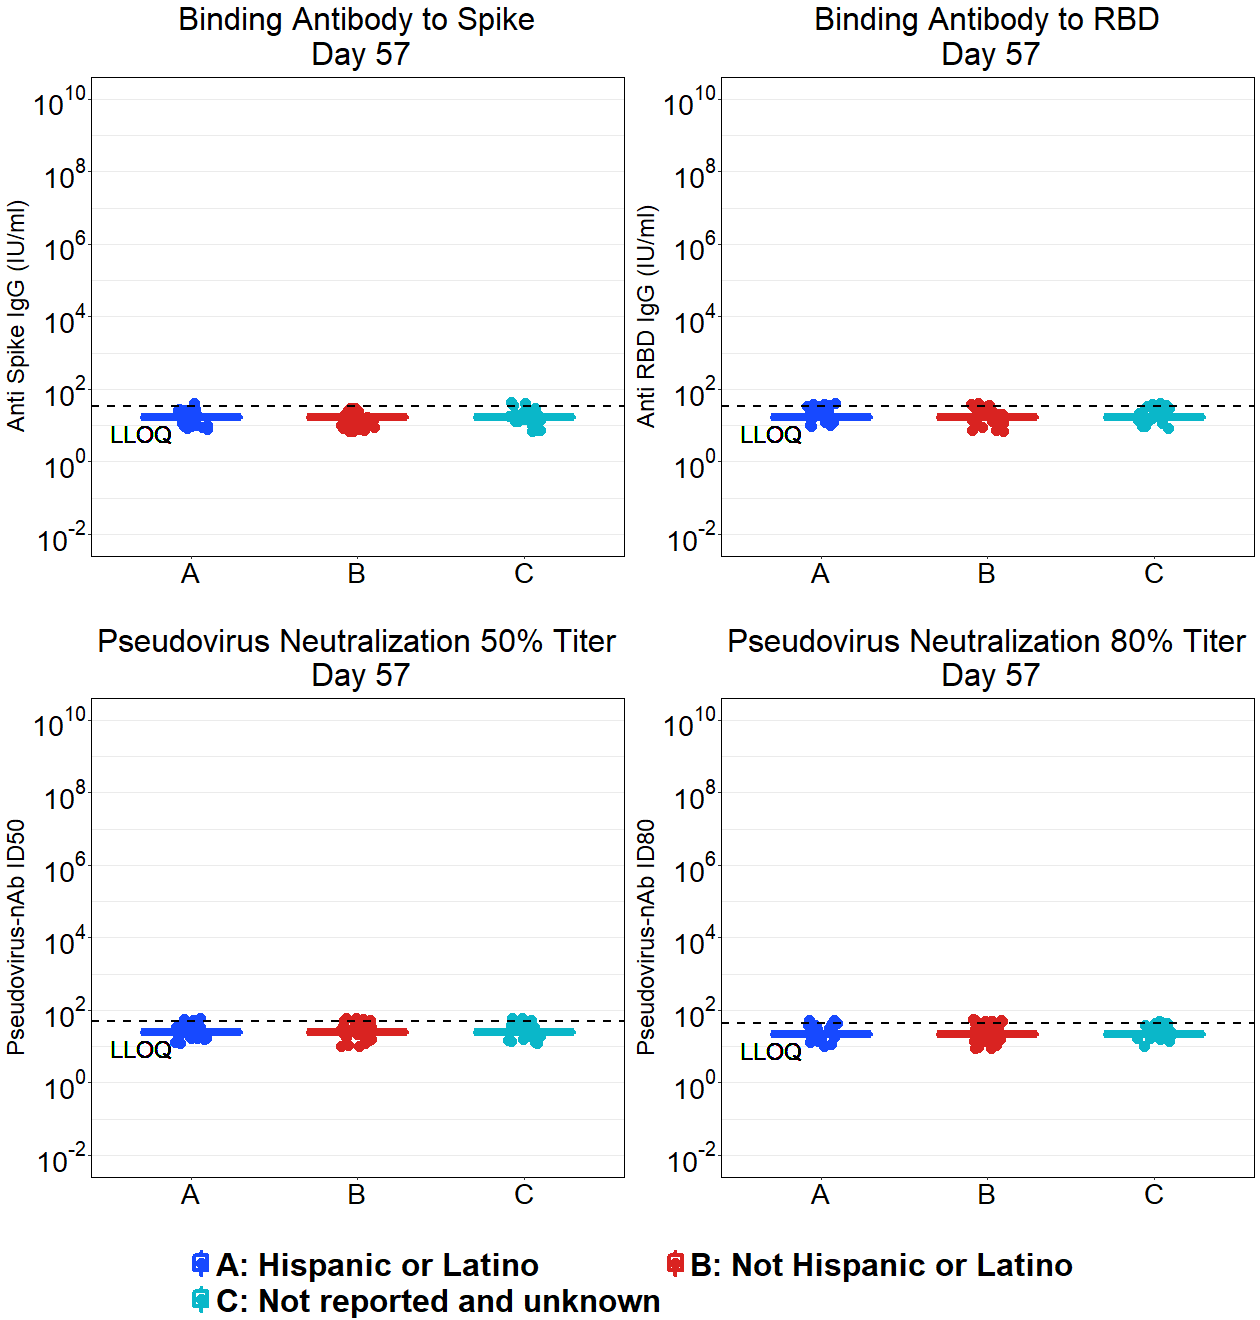 Binding Antibody to Spike
Day 57
Anti Spike IgG (IU/ml)
10^10
10^8
10^6
10^4
10^2
10^0
10^-2
LLOQ
A B C
Binding Antibody to RBD
Day 57
Anti RBD IgG (IU/ml)
10^10
10^8
10^6
10^4
10^2
10^0
10^-2
LLOQ
A B C
Pseudovirus Neutralization 50% Titer
Day 57
Pseudovirus-nAb ID50
10^10
10^8
10^6
10^4
10^2
10^0
10^-2
LLOQ
A B C
Pseudovirus Neutralization 80% Titer
Day 57
Pseudovirus-nAb ID80
10^10
10^8
10^6
10^4
10^2
10^0
10^-2
LLOQ
A B C
A: Hispanic or Latino
B: Not Hispanic or Latino
C: Not reported and unknown